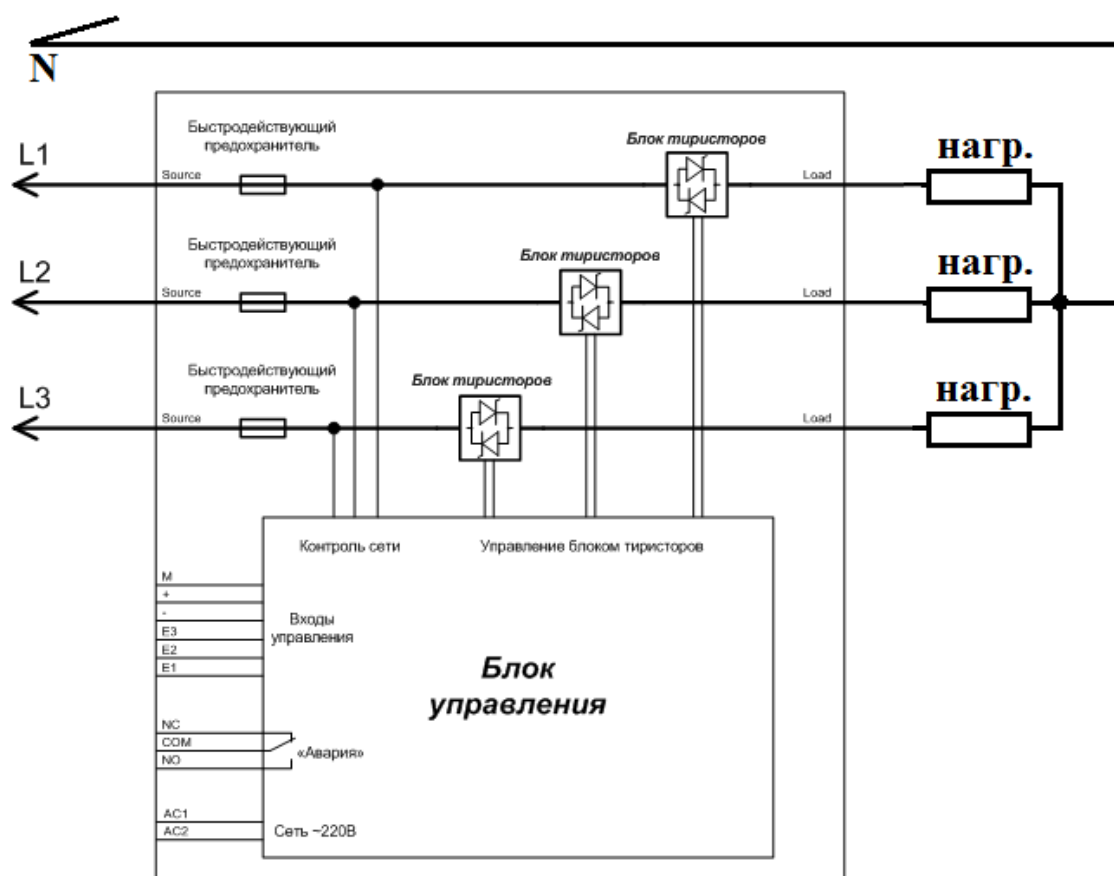 N
Быстродействующий
предохранитель
Блок тиристоров
нагр.
L1
Source
Load
Быстродействующий
предохранитель
Блок тиристоров
нагр.
L2
Source
Load
Быстродействующий
предохранитель
Блок тиристоров
нагр.
L3
Source
Load
Контроль сети
Управление блоком тиристоров
M
+
-
E3
E2
E1
Входы
управления
Блок
управления
NC
COM
NO
«Авария»
AC1
AC2
Сеть ~220В